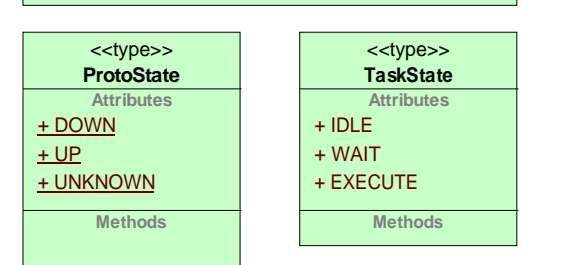 <<type>>
ProtoState
Attributes
+ DOWN
+ UP
+ UNKNOWN
Methods
<<type>>
TaskState
Attributes
+ IDLE
+ WAIT
+ EXECUTE
Methods